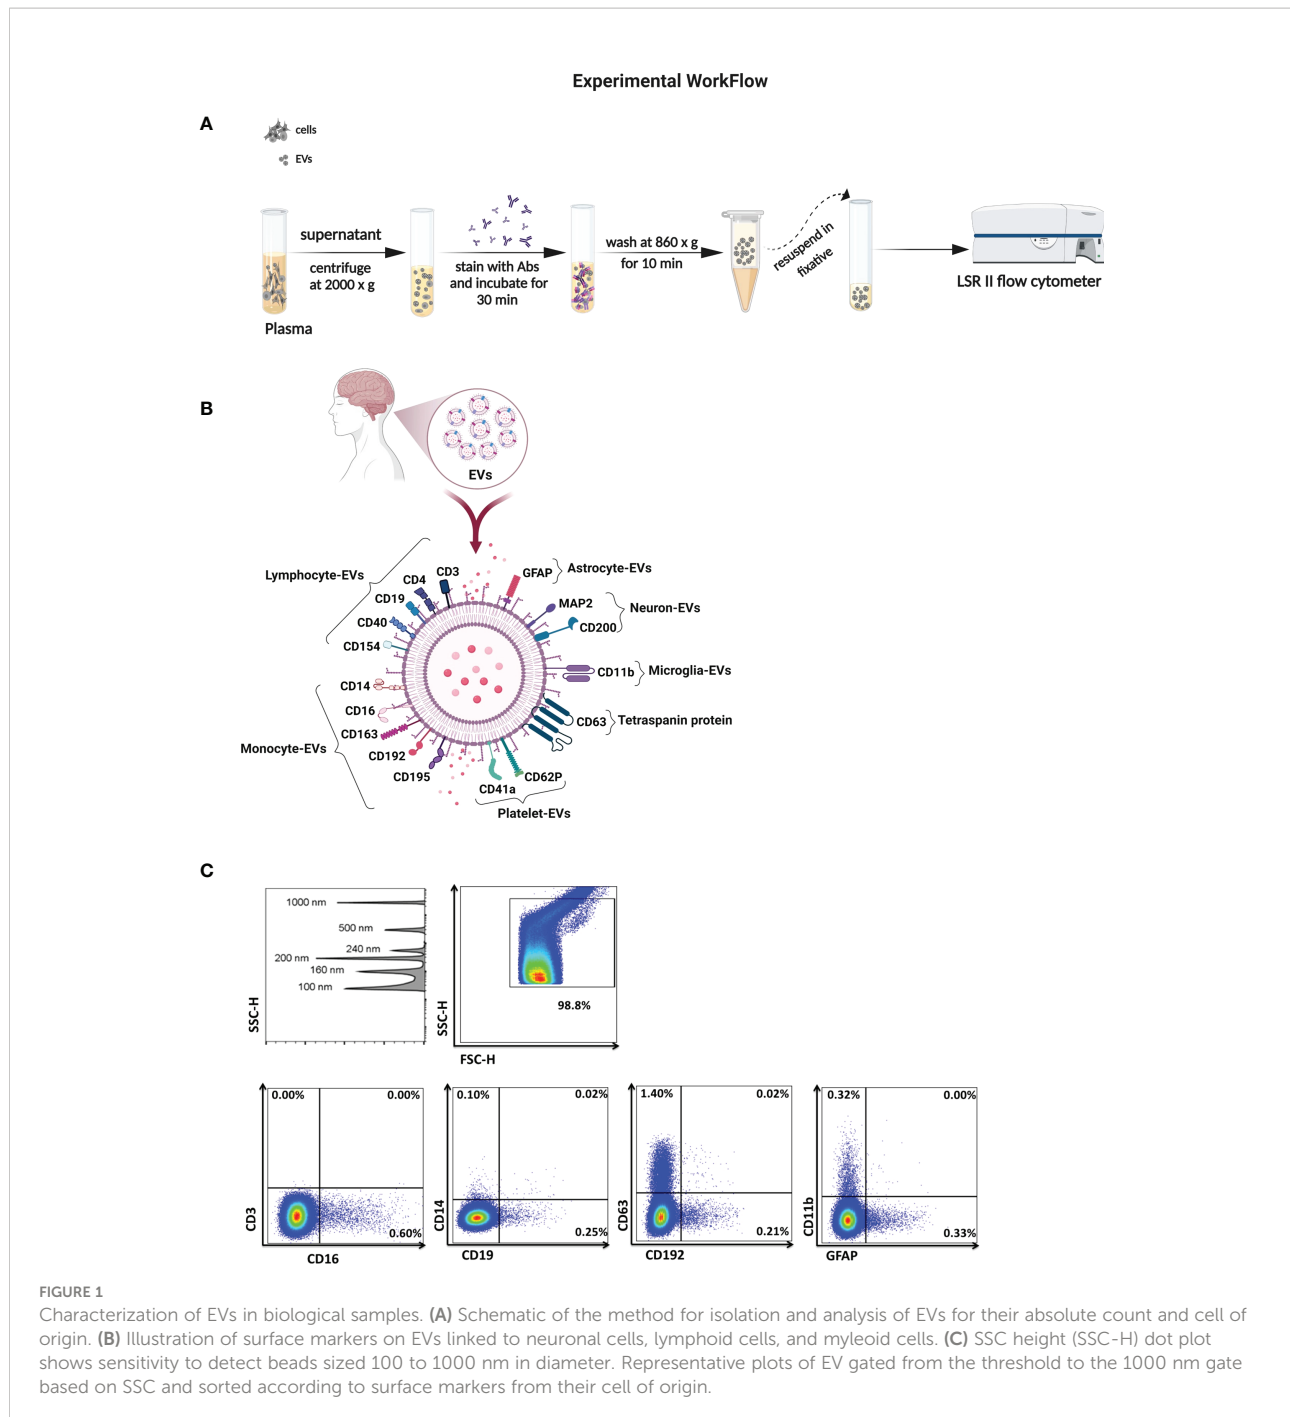 Experimental WorkFlow
A
cells
EVs
supernatant
centrifuge
at 2000 x g
Plasma
stain with Abs
and incubate for
30 min
wash at 860 x g
for 10 min
resuspend in
fixative
LSR II flow cytometer
B
EVs
Lymphocyte-EVs
CD3
CD4
CD19
CD40
CD154
GFAP
Astrocyte-EVs
MAP2
CD200
Neuron-EVs
CD11b
Microglia-EVs
CD63
Tetraspanin protein
CD14
CD16
CD163
CD192
CD195
Monocyte-EVs
CD41a
CD62P
Platelet-EVs
C
1000 nm
500 nm
240 nm
200 nm
160 nm
100 nm
SSC-H
SSC-H
98.8%
FSC-H
0.00%
0.00%
0.60%
CD3
CD16
0.10%
0.02%
0.25%
CD14
CD19
1.40%
0.02%
0.21%
CD63
CD192
0.32%
0.00%
0.33%
CD11b
GFAP
FIGURE 1
Characterization of EVs in biological samples. (A) Schematic of the method for isolation and analysis of EVs for their absolute count and cell of
origin. (B) Illustration of surface markers on EVs linked to neuronal cells, lymphoid cells, and myleoid cells. (C) SSC height (SSC-H) dot plot
shows sensitivity to detect beads sized 100 to 1000 nm in diameter. Representative plots of EV gated from the threshold to the 1000 nm gate
based on SSC and sorted according to surface markers from their cell of origin.